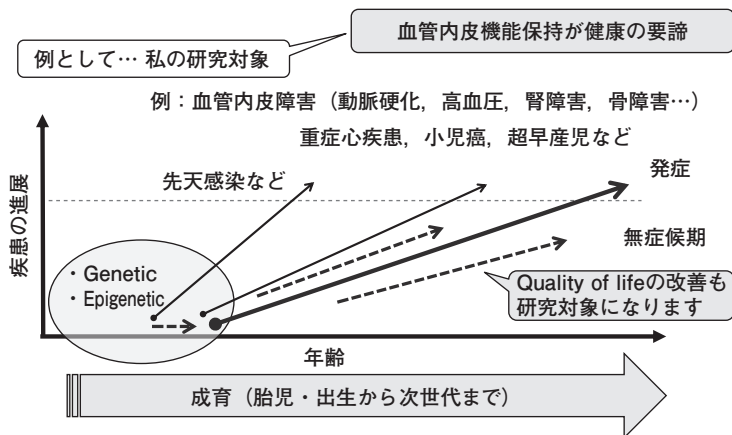 血管内皮機能保持が健康の要諦
例として… 私の研究対象
例：血管内皮障害（動脈硬化，高血圧，腎障害，骨障害…）
重症心疾患，小児癌，超早産児など
先天感染など
発症
疾患の進展
無症候期
・Genetic
・Epigenetic
Quality of lifeの改善も
研究対象になります
年齢
成育（胎児・出生から次世代まで）